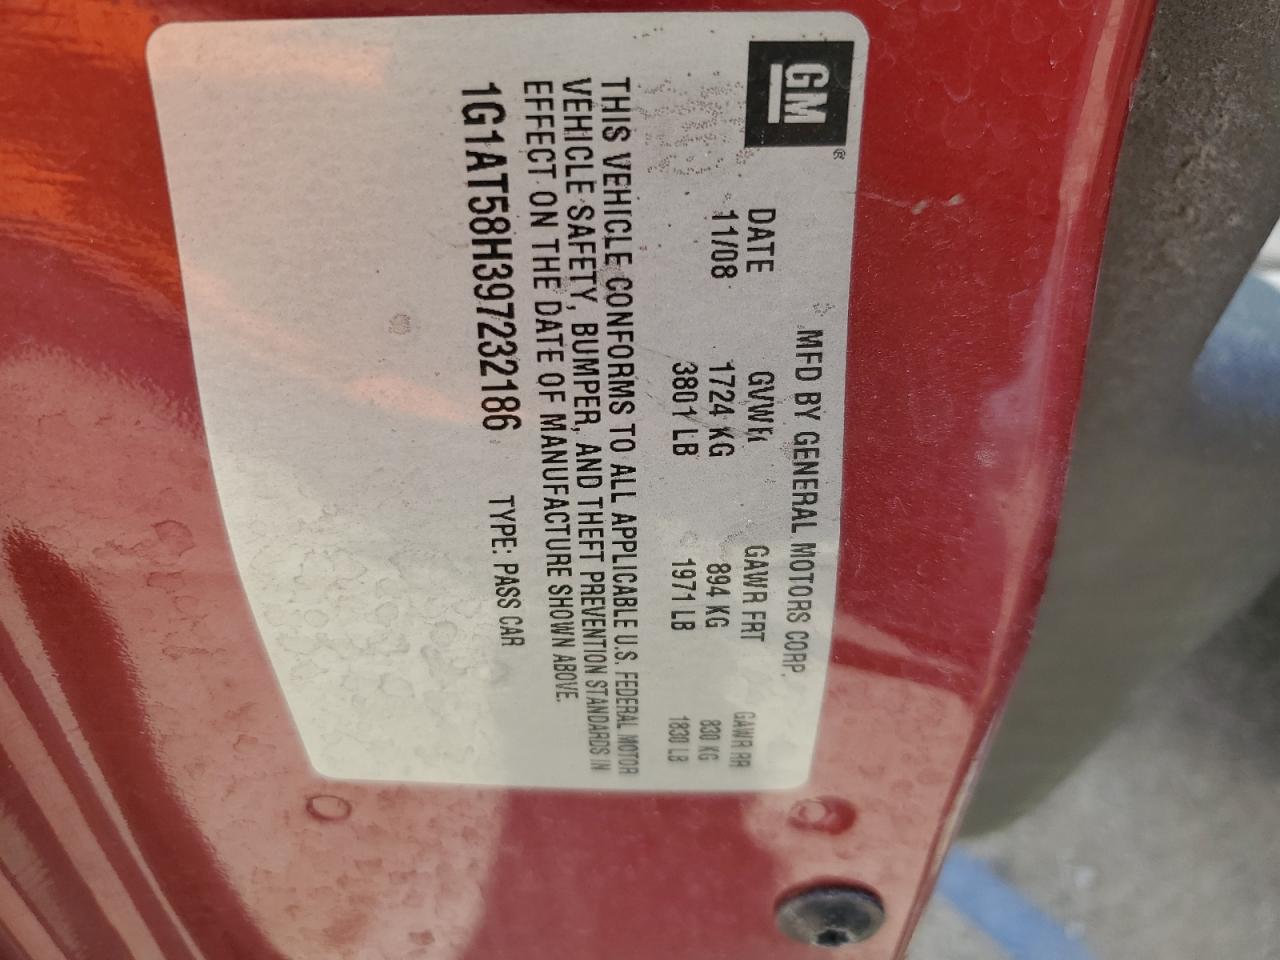 GM®
MFD BY GENERAL MOTORS CORP.
DATE GVWR GAWR FRT GAWR RR
11/08 1724 KG 894 KG 830 KG
3801 LB 1971 LB 1830 LB
THIS VEHICLE CONFORMS TO ALL APPLICABLE U.S. FEDERAL MOTOR
VEHICLE SAFETY, BUMPER, AND THEFT PREVENTION STANDARDS IN
EFFECT ON THE DATE OF MANUFACTURE SHOWN ABOVE.
1G1AT58H397232186 TYPE: PASS CAR